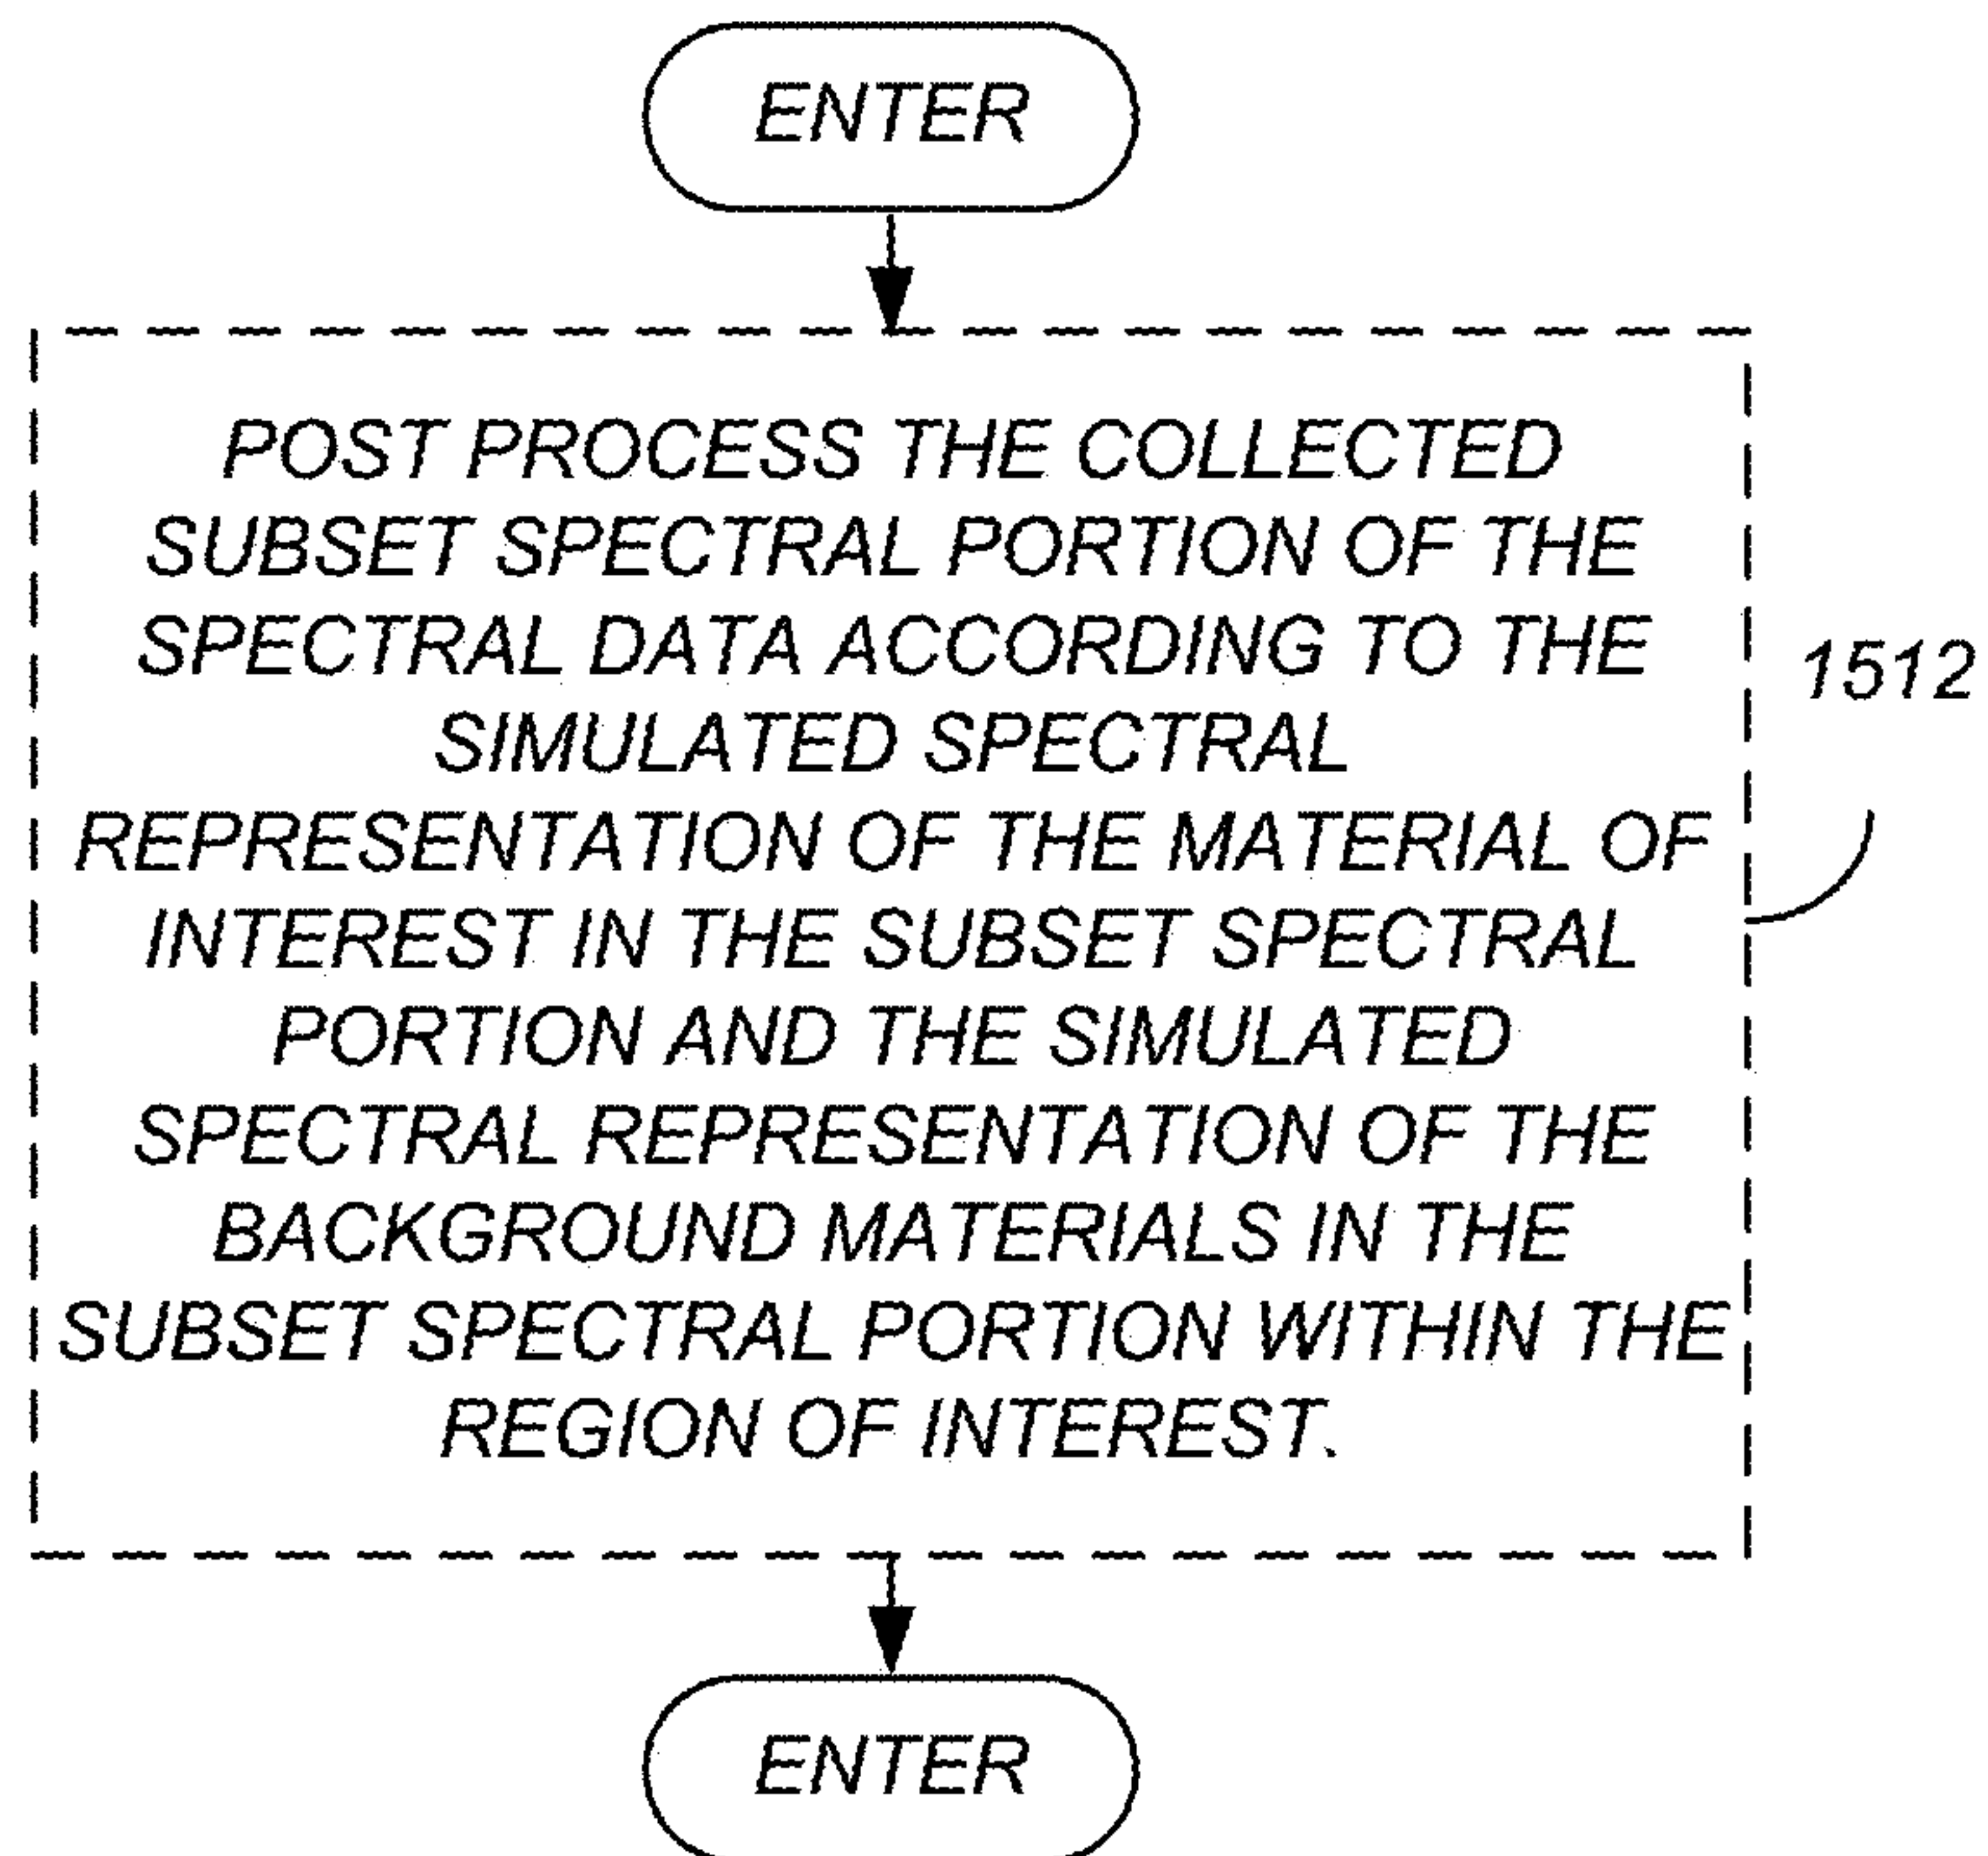 ENTER
POST PROCESS THE COLLECTED
SUBSET SPECTRAL PORTION OF THE
SPECTRAL DATA ACCORDING TO THE
SIMULATED SPECTRAL
REPRESENTATION OF THE MATERIAL OF
INTEREST IN THE SUBSET SPECTRAL
PORTION AND THE SIMULATED
SPECTRAL REPRESENTATION OF THE
BACKGROUND MATERIALS IN THE
SUBSET SPECTRAL PORTION WITHIN THE
REGION OF INTEREST.
1512
ENTER